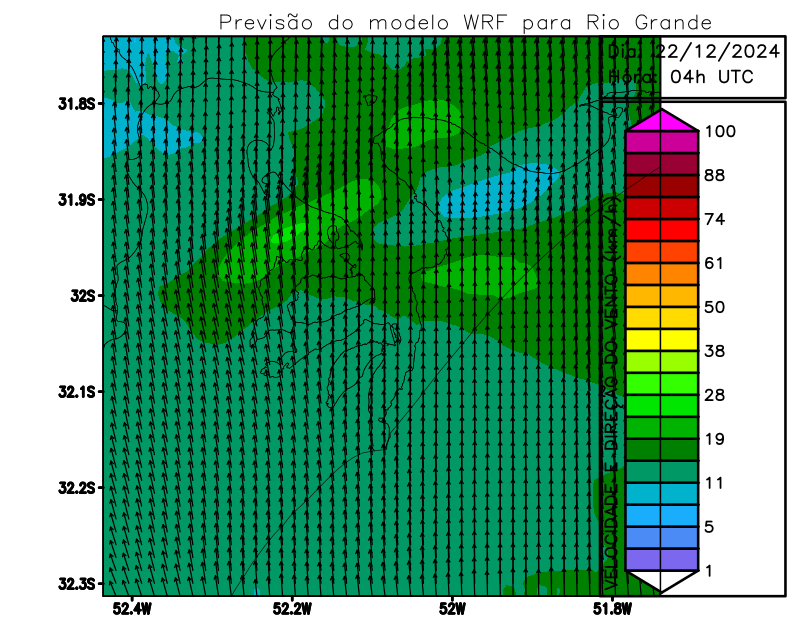 Previsão do modelo WRF para Rio Grande
Dia: 22/12/2024
Hora: 04h UTC
31.8S
31.9S
32S
32.1S
32.2S
32.3S
52.4W
52.2W
52W
51.8W
VELOCIDADE E DIREÇÃO DO VENTO (km/h)
100
88
74
61
50
38
28
19
11
5
1